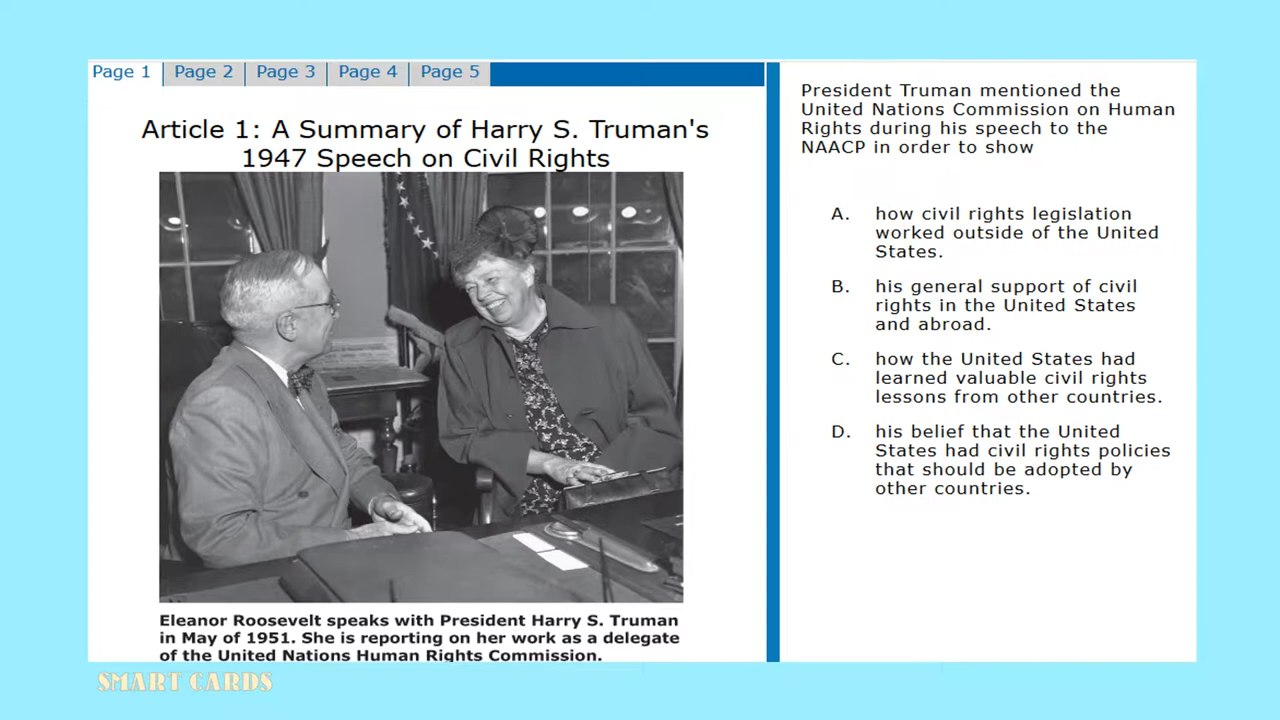 Page 1
Page 2
Page 3
Page 4
Page 5
Article 1: A Summary of Harry S. Truman's
1947 Speech on Civil Rights
Eleanor Roosevelt speaks with President Harry S. Truman
in May of 1951. She is reporting on her work as a delegate
of the United Nations Human Rights Commission.
President Truman mentioned the
United Nations Commission on Human
Rights during his speech to the
NAACP in order to show
A. how civil rights legislation
worked outside of the United
States.
B. his general support of civil
rights in the United States
and abroad.
C. how the United States had
learned valuable civil rights
lessons from other countries.
D. his belief that the United
States had civil rights policies
that should be adopted by
other countries.
SMART CARDS